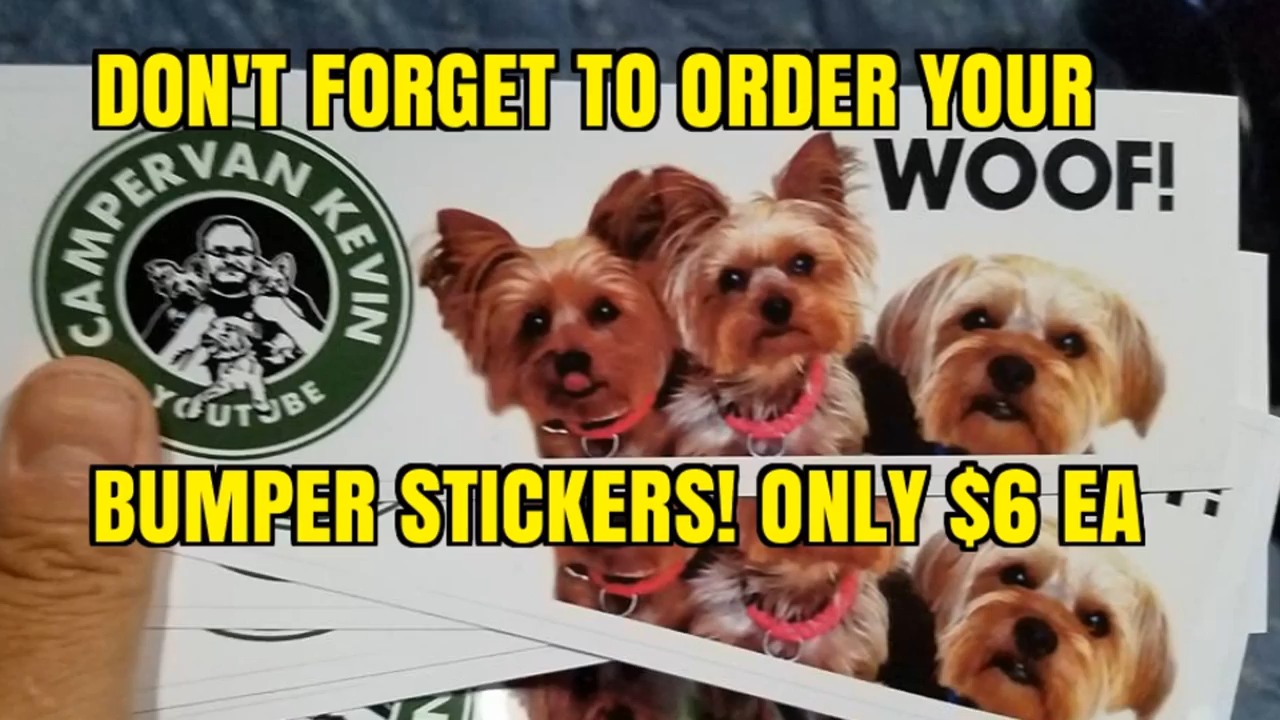 DON'T FORGET TO ORDER YOUR
WOOF!
CAMPERVAN KEVIN
YOUTUBE
BUMPER STICKERS! ONLY $6 EA